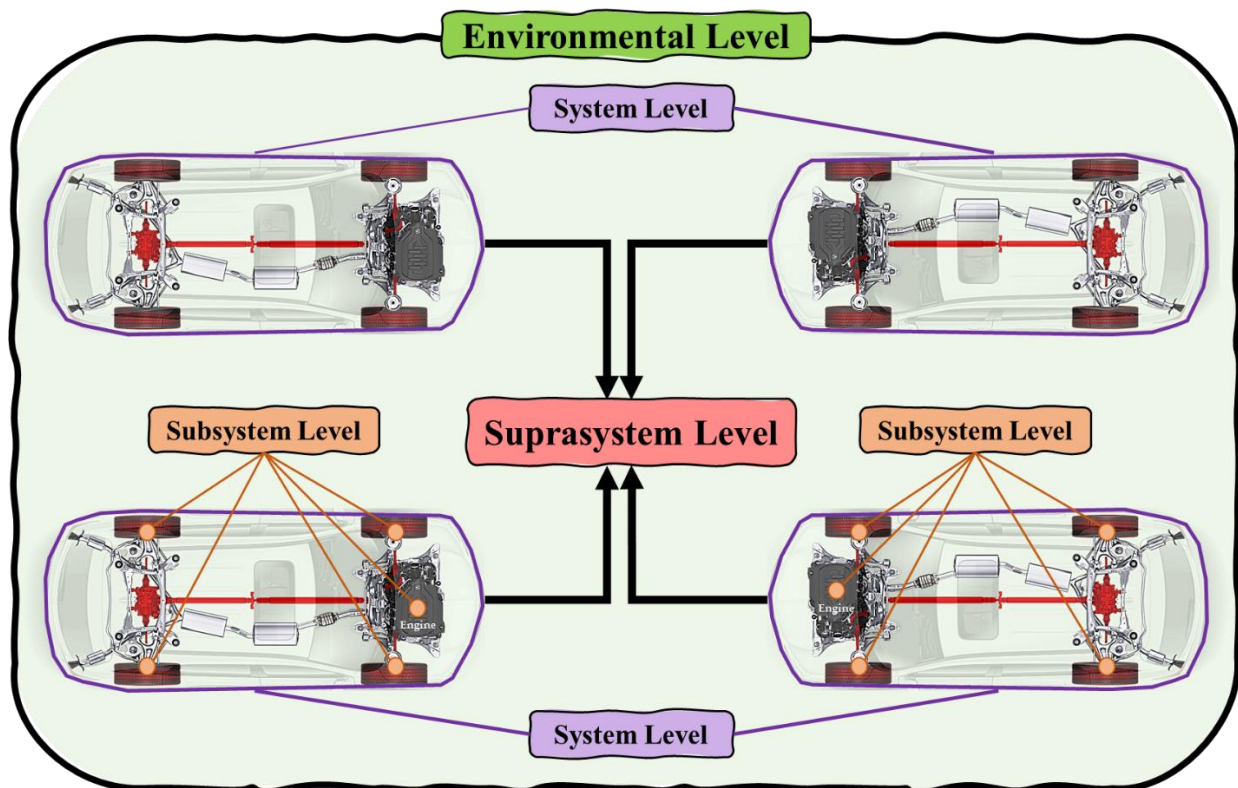 Environmental Level
System Level
Subsystem Level
Suprasystem Level
Subsystem Level
Engine
Engine
System Level